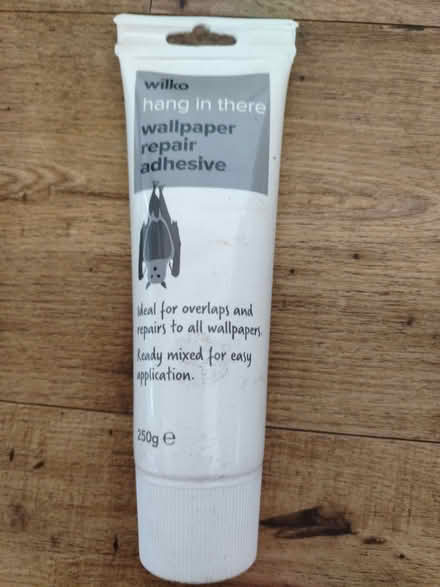 wilko
hang in there
wallpaper
repair
adhesive
Ideal for overlaps and
repairs to all wallpapers.
Ready mixed for easy
application.
250g ℮